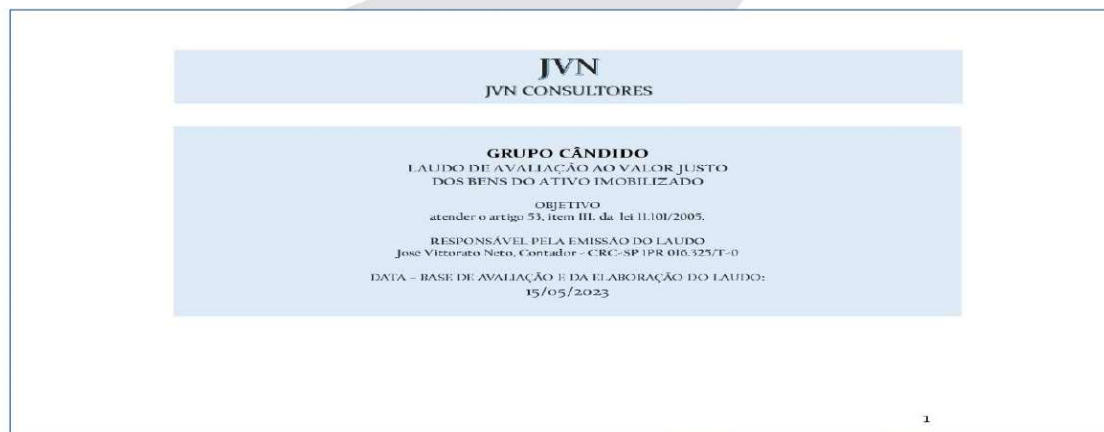 JVN
JVN CONSULTORES
GRUPO CÂNDIDO
LAUDO DE AVALIAÇÃO AO VALOR JUSTO
DOS BENS DO ATIVO IMOBILIZADO
OBJETIVO
atender o artigo 53, item III. da lei 11.101/2005.
RESPONSÁVEL PELA EMISSÃO DO LAUDO
José Vittorato Neto, Contador - CRC-SP 1PR 016.325/T-0
DATA – BASE DE AVALIAÇÃO E DA ELABORAÇÃO DO LAUDO:
15/05/2023
1